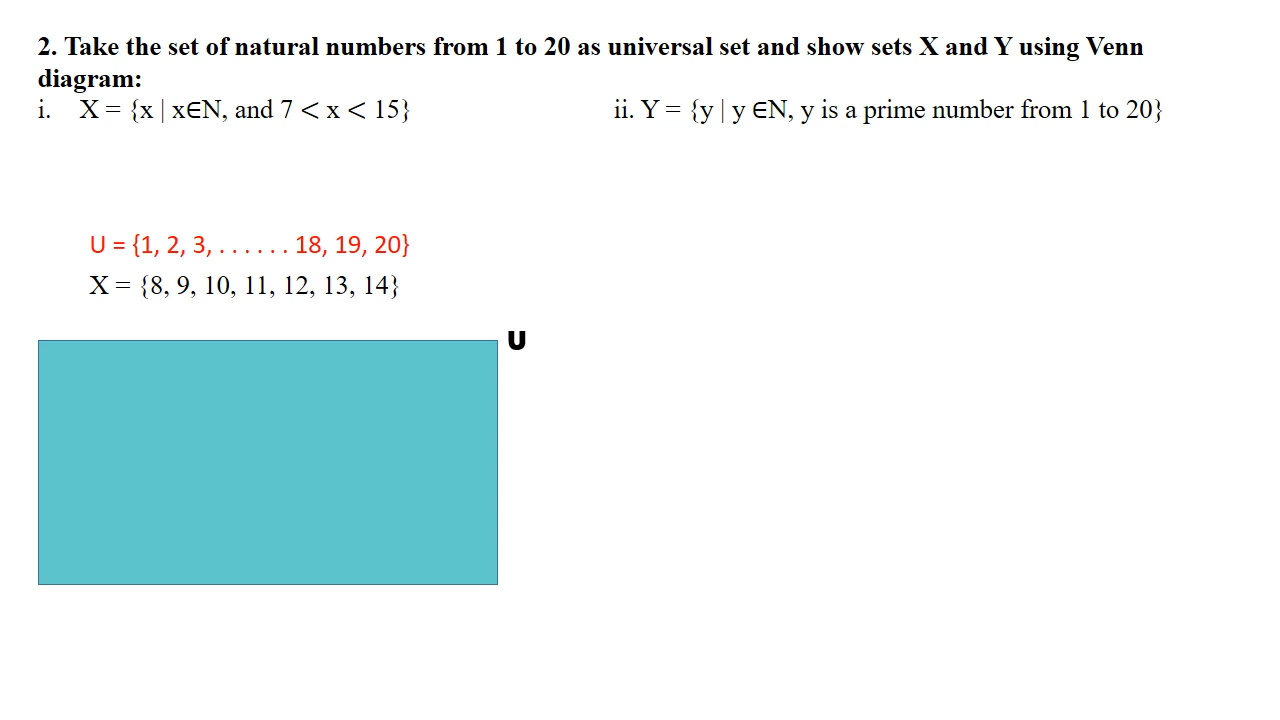 2. Take the set of natural numbers from 1 to 20 as universal set and show sets X and Y using Venn
diagram:
i. X = {x | x∈N, and 7 < x < 15} ii. Y = {y | y ∈N, y is a prime number from 1 to 20}
U = {1, 2, 3, . . . . . . 18, 19, 20}
X = {8, 9, 10, 11, 12, 13, 14}
U